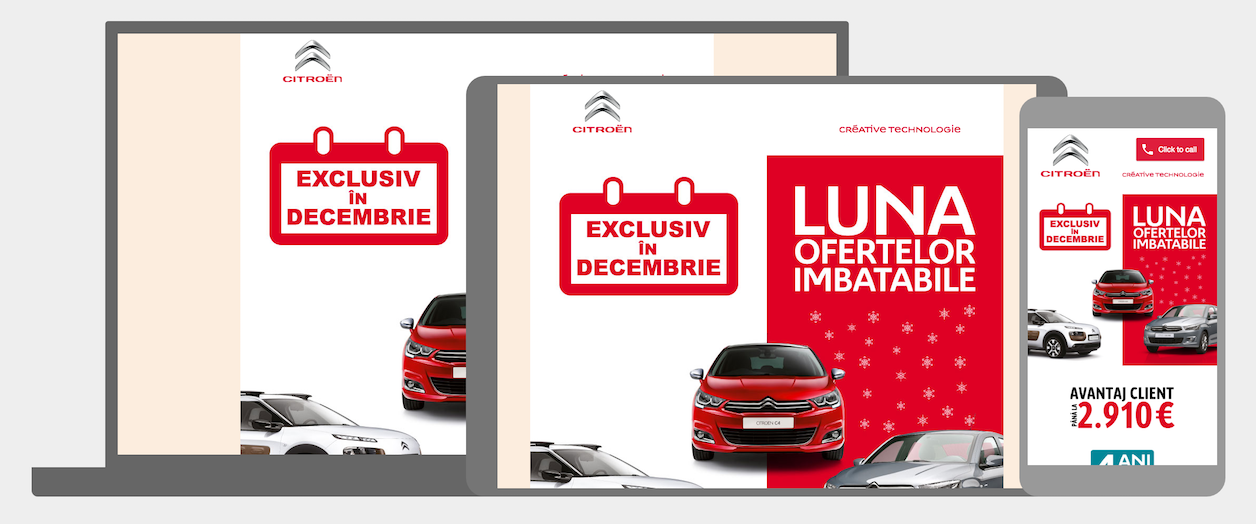 CITROËN
EXCLUSIV
ÎN
DECEMBRIE
CITROËN
CRÉATIVE TECHNOLOGIE
EXCLUSIV
ÎN
DECEMBRIE
LUNA
OFERTELOR
IMBATABILE
CITROËN C4
Click to call
CITROËN
CRÉATIVE TECHNOLOGIE
EXCLUSIV
ÎN
DECEMBRIE
LUNA
OFERTELOR
IMBATABILE
AVANTAJ CLIENT
PÂNĂ LA
2.910 €
4 ANI